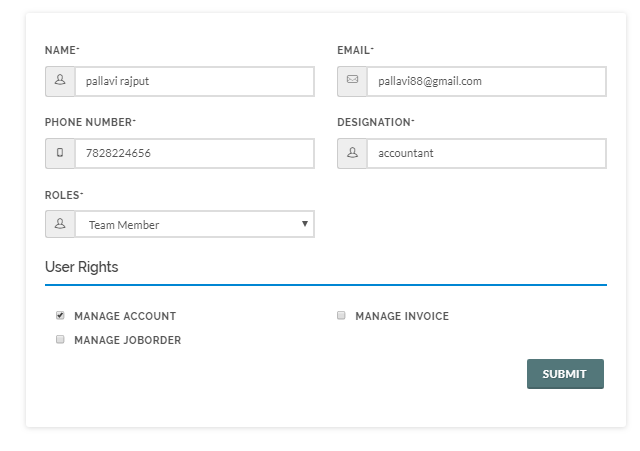 NAME*
EMAIL*
pallavi rajput
pallavi88@gmail.com
PHONE NUMBER*
DESIGNATION*
7828224656
accountant
ROLES*
Team Member
User Rights
MANAGE ACCOUNT
MANAGE INVOICE
MANAGE JOBORDER
SUBMIT